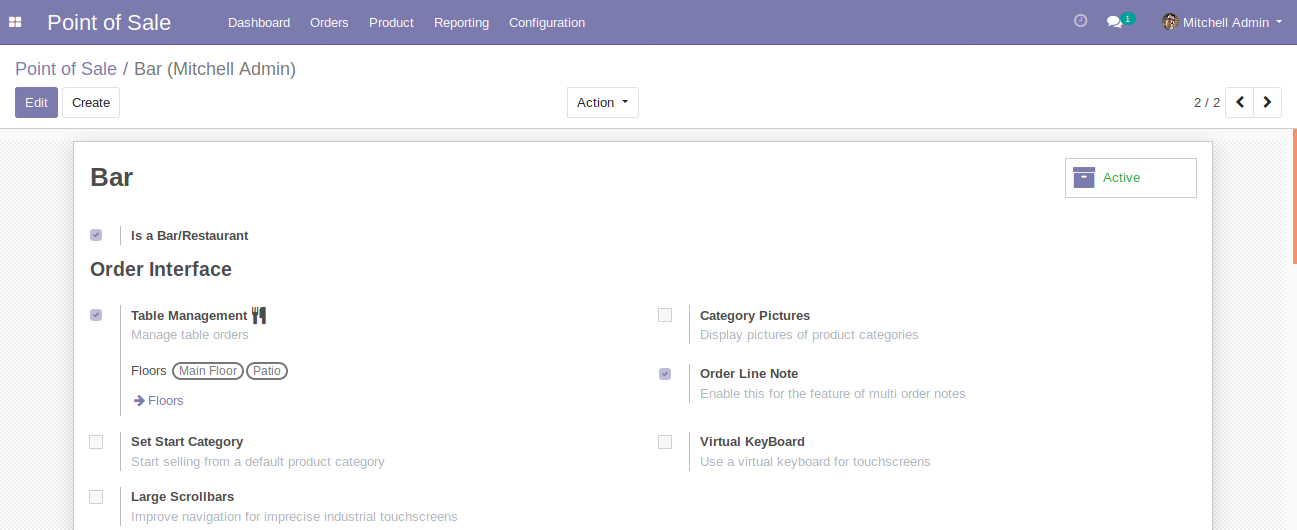 Point of Sale Dashboard Orders Product Reporting Configuration 1 Mitchell Admin
Point of Sale / Bar (Mitchell Admin)
Edit Create Action 2 / 2
Bar
Active
Is a Bar/Restaurant
Order Interface
Table Management
Manage table orders
Floors Main Floor Patio
Floors
Category Pictures
Display pictures of product categories
Order Line Note
Enable this for the feature of multi order notes
Set Start Category
Start selling from a default product category
Virtual KeyBoard
Use a virtual keyboard for touchscreens
Large Scrollbars
Improve navigation for imprecise industrial touchscreens